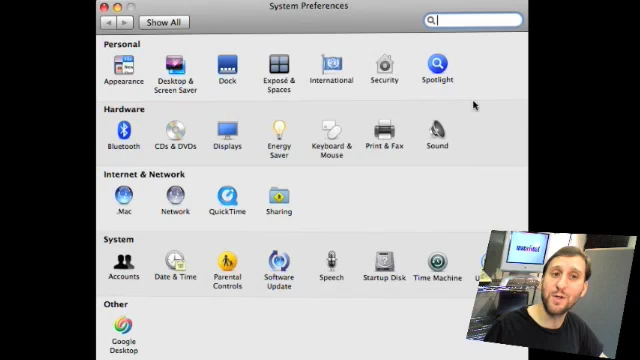 System Preferences
Show All
Personal
Appearance
Desktop &
Screen Saver
Dock
Exposé &
Spaces
International
Security
Spotlight
Hardware
Bluetooth
CDs & DVDs
Displays
Energy
Saver
Keyboard &
Mouse
Print & Fax
Sound
Internet & Network
.Mac
Network
QuickTime
Sharing
System
Accounts
Date & Time
Parental
Controls
Software
Update
Speech
Startup Disk
Time Machine
Other
Google
Desktop